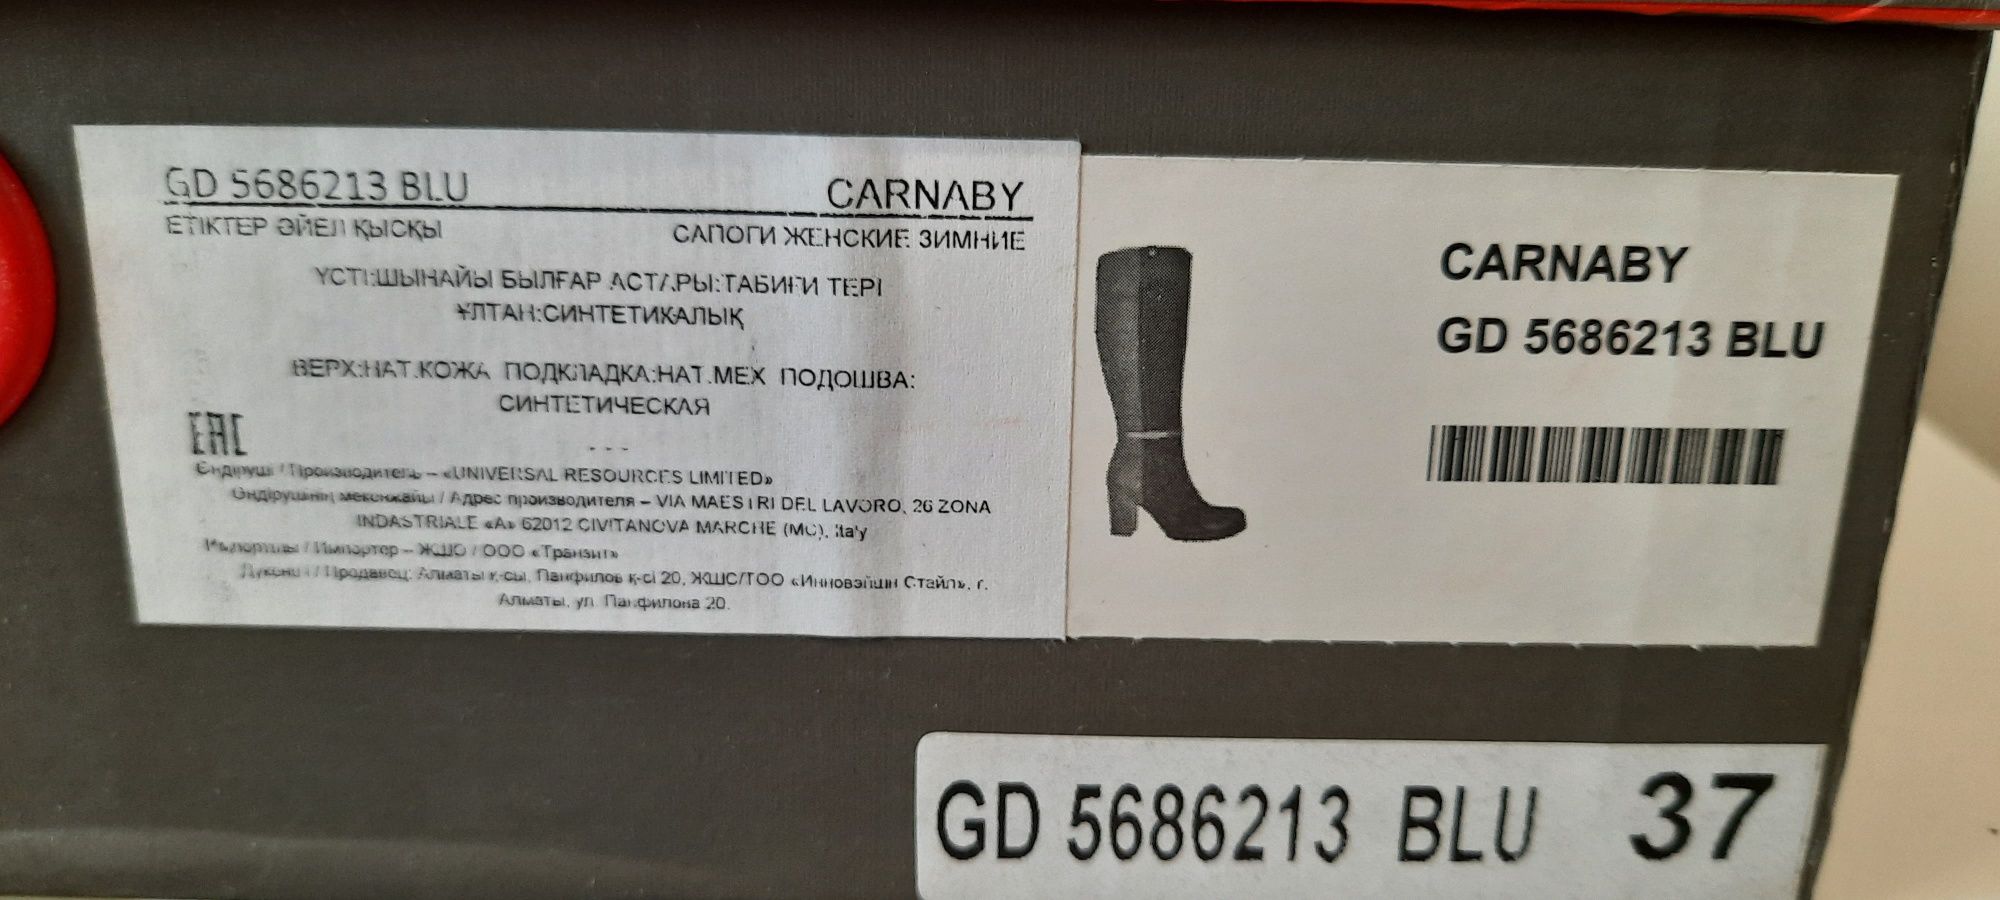 GD 5686213 BLU CARNABY
ЕТІКТЕР ӘЙЕЛ ҚЫСҚЫ САПОГИ ЖЕНСКИЕ ЗИМНИЕ
ҮСТІ:ШЫНАЙЫ БЫЛҒАР АСТАРЫ:ТАБИҒИ ТЕРІ
ҰЛТАН:СИНТЕТИКАЛЫҚ
ВЕРХ:НАТ.КОЖА ПОДКЛАДКА:НАТ.МЕХ ПОДОШВА:
СИНТЕТИЧЕСКАЯ
EAC
- - -
Өндіруші / Производитель – «UNIVERSAL RESOURCES LIMITED»
Өндірушінің мекенжайы / Адрес производителя – VIA MAESTRI DEL LAVORO, 26 ZONA
INDASTRIALE «A» 62012 CIVITANOVA MARCHE (MC), Italy
Импортшы / Импортер – ЖШС / ООО «Транзит»
/ Продавец: Алматы қ-сы, Панфилов қ-сі 20, ЖШС/ТОО «Инновэйшн Стайл», г.
Алматы, ул. Панфилова 20.
CARNABY
GD 5686213 BLU
GD 5686213 BLU 37